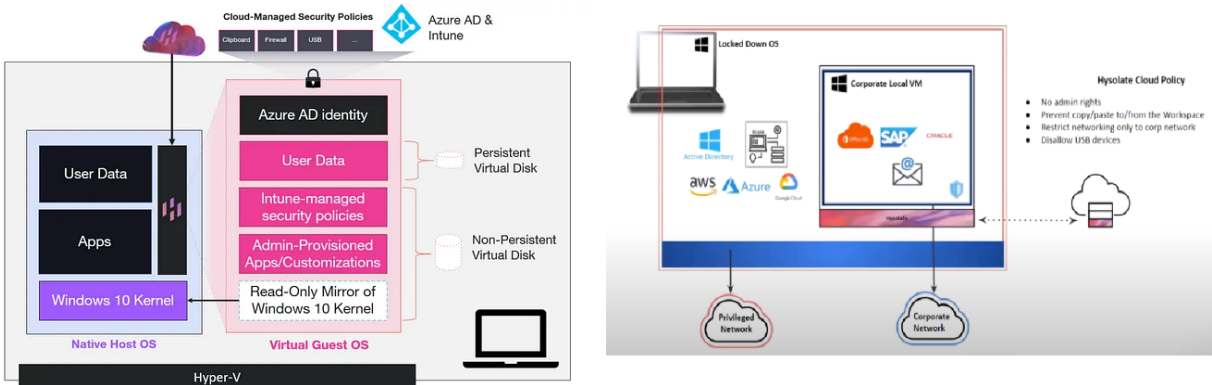 Cloud-Managed Security Policies
Clipboard
Firewall
USB
...
Azure AD &
Intune
Azure AD identity
User Data
Intune-managed
security policies
Admin-Provisioned
Apps/Customizations
Read-Only Mirror of
Windows 10 Kernel
Virtual Guest OS
Persistent
Virtual Disk
Non-Persistent
Virtual Disk
User Data
Apps
Windows 10 Kernel
Native Host OS
Hyper-V
Locked Down OS
Corporate Local VM
Office 365
SAP
ORACLE
@
Hysolate
Active Directory
SCADA
aws
Azure
Google Cloud
Privileged
Network
Corporate
Network
Hysolate Cloud Policy
• No admin rights
• Prevent copy/paste to/from the Workspace
• Restrict networking only to corp network
• Disallow USB devices